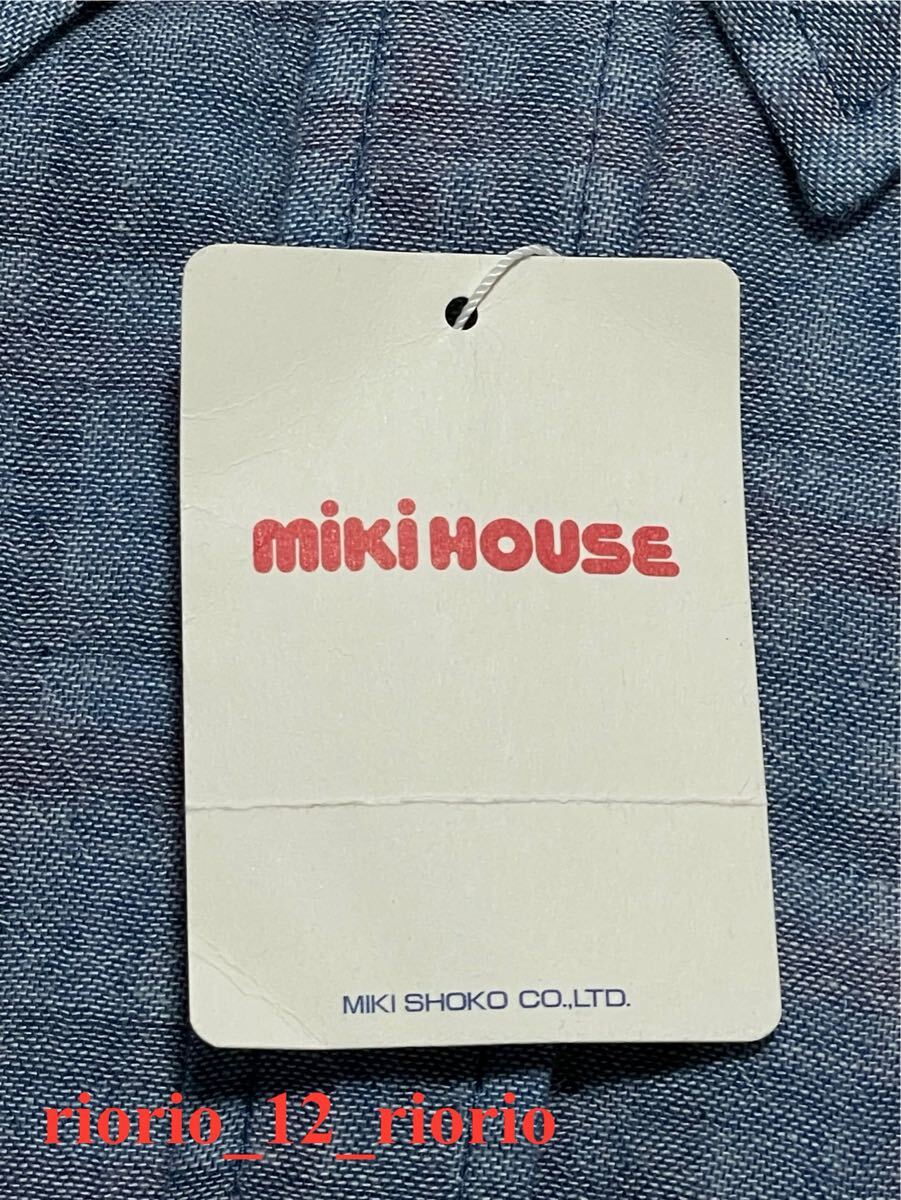 miki HOUSE
MIKI SHOKO CO.,LTD.
riorio_12_riorio